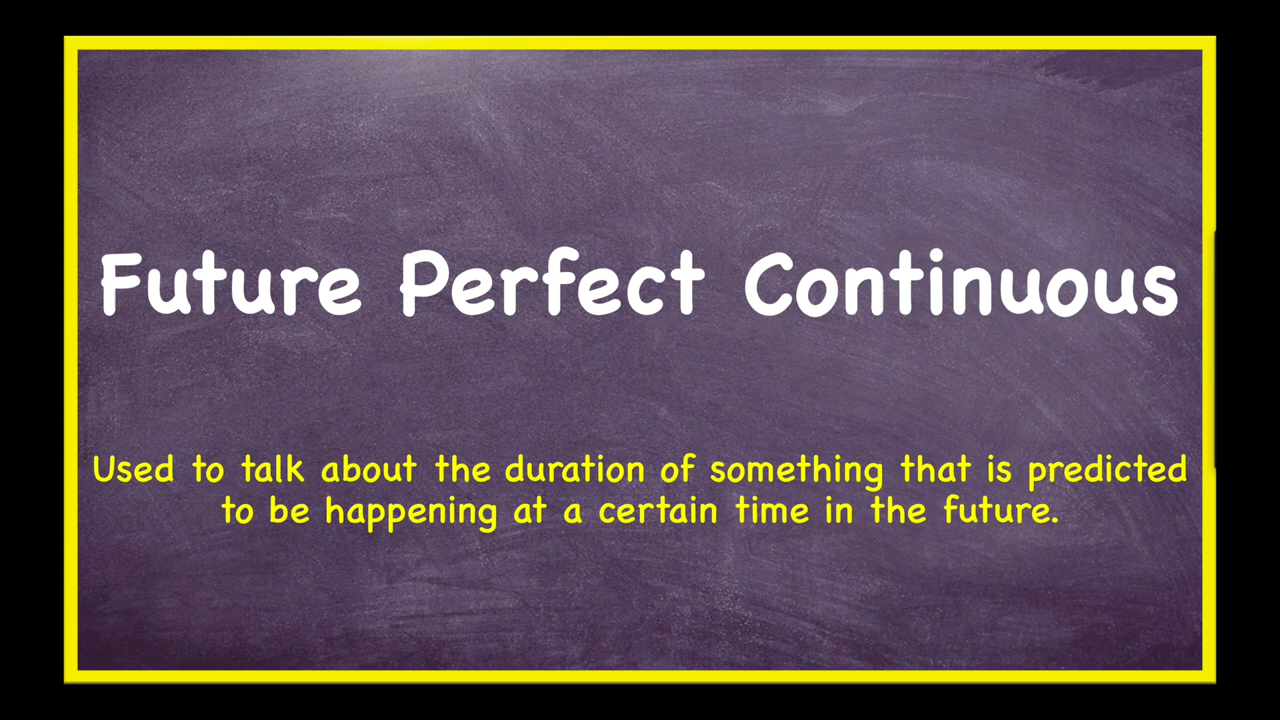 Future Perfect Continuous
Used to talk about the duration of something that is predicted
to be happening at a certain time in the future.